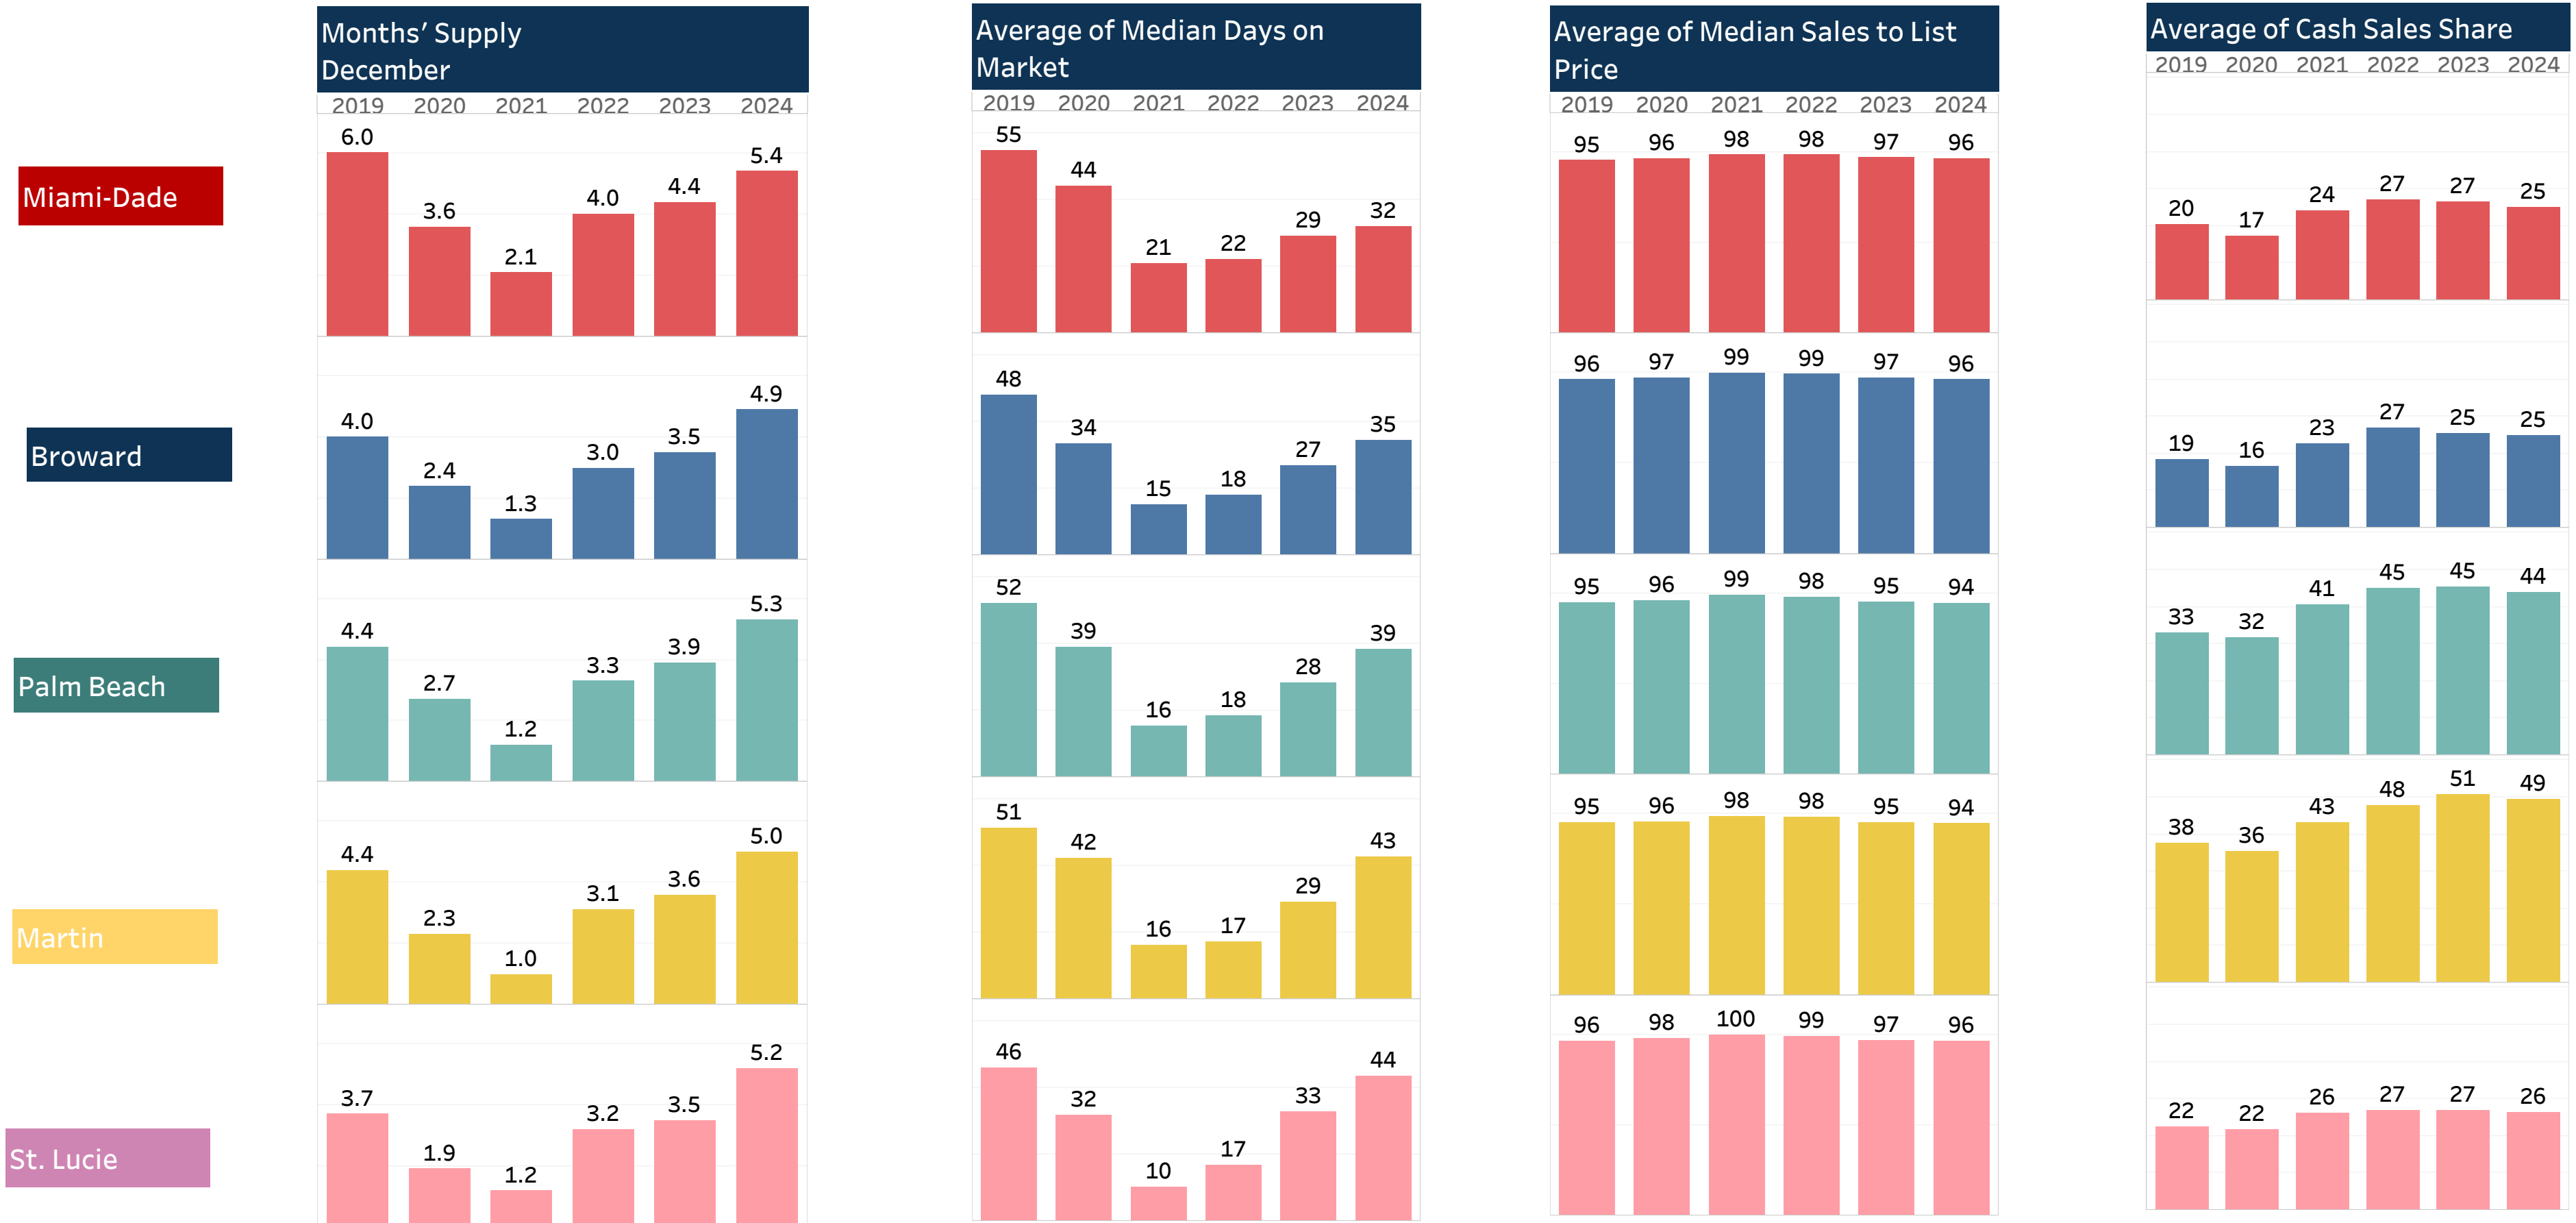 Months’ Supply
December
Average of Median Days on
Market
Average of Median Sales to List
Price
Average of Cash Sales Share
2019 2020 2021 2022 2023 2024
2019 2020 2021 2022 2023 2024
2019 2020 2021 2022 2023 2024
2019 2020 2021 2022 2023 2024
Miami-Dade
6.0 3.6 2.1 4.0 4.4 5.4
55 44 21 22 29 32
95 96 98 98 97 96
20 17 24 27 27 25
Broward
4.0 2.4 1.3 3.0 3.5 4.9
48 34 15 18 27 35
96 97 99 99 97 96
19 16 23 27 25 25
Palm Beach
4.4 2.7 1.2 3.3 3.9 5.3
52 39 16 18 28 39
95 96 99 98 95 94
33 32 41 45 45 44
Martin
4.4 2.3 1.0 3.1 3.6 5.0
51 42 16 17 29 43
95 96 98 98 95 94
38 36 43 48 51 49
St. Lucie
3.7 1.9 1.2 3.2 3.5 5.2
46 32 10 17 33 44
96 98 100 99 97 96
22 22 26 27 27 26